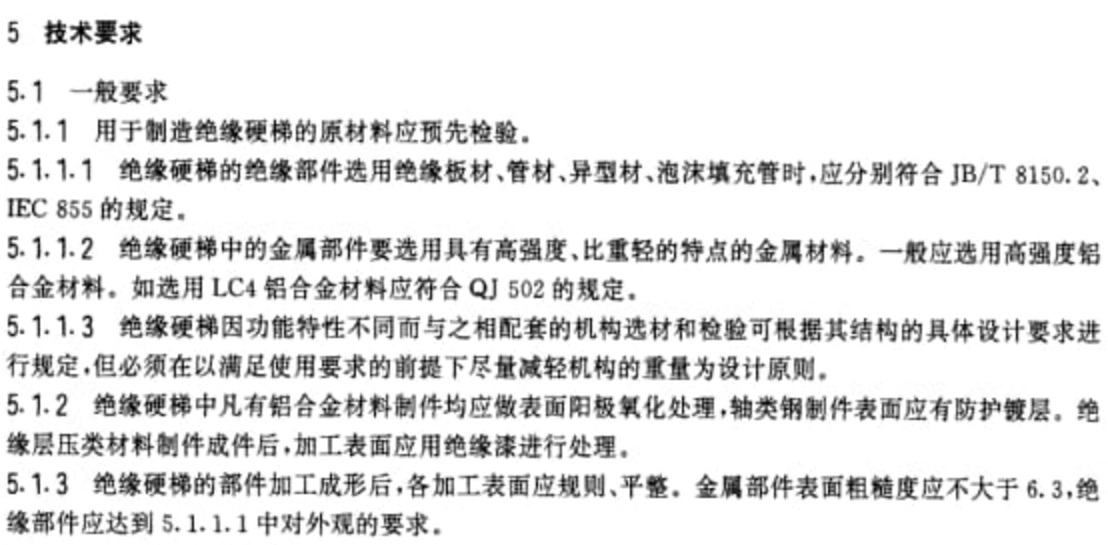 5 技术要求
5.1 一般要求
5.1.1 用于制造绝缘硬梯的原材料应预先检验。
5.1.1.1 绝缘硬梯的绝缘部件选用绝缘板材、管材、异型材、泡沫填充管时,应分别符合 JB/T 8150.2、
IEC 855 的规定。
5.1.1.2 绝缘硬梯中的金属部件要选用具有高强度、比重轻的特点的金属材料。一般应选用高强度铝
合金材料。如选用 LC4 铝合金材料应符合 QJ 502 的规定。
5.1.1.3 绝缘硬梯因功能特性不同而与之相配套的机构选材和检验可根据其结构的具体设计要求进
行规定,但必须在以满足使用要求的前提下尽量减轻机构的重量为设计原则。
5.1.2 绝缘硬梯中凡有铝合金材料制件均应做表面阳极氧化处理,轴类钢制件表面应有防护镀层。绝
缘层压类材料制件成件后,加工表面应用绝缘漆进行处理。
5.1.3 绝缘硬梯的部件加工成形后,各加工表面应规则、平整。金属部件表面粗糙度应不大于 6.3,绝
缘部件应达到 5.1.1.1 中对外观的要求。